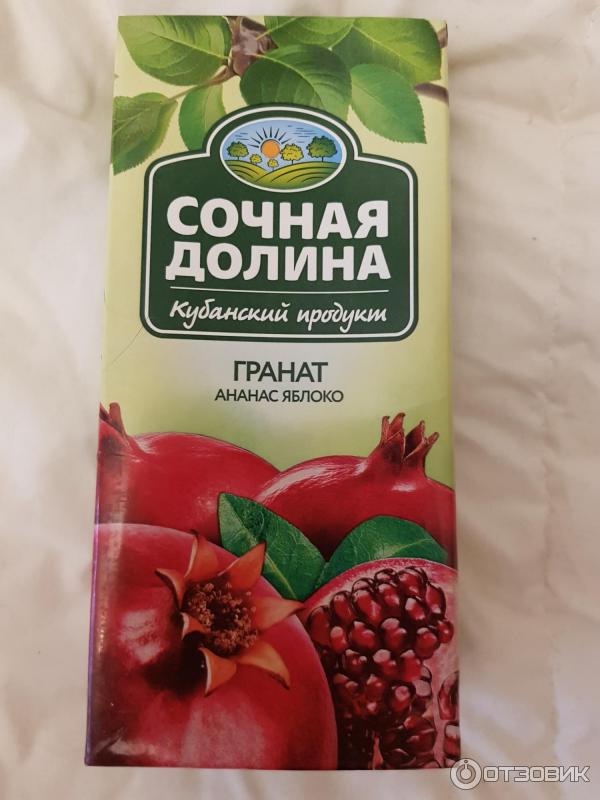 СОЧНАЯ
ДОЛИНА
Кубанский продукт
ГРАНАТ
АНАНАС ЯБЛОКО
ОТЗОВИК